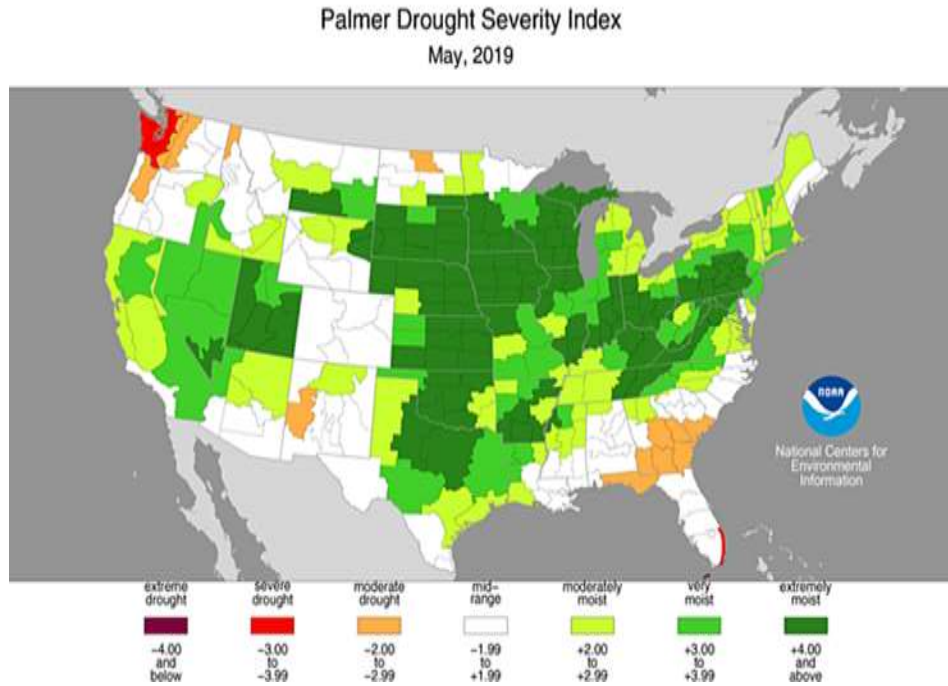 Palmer Drought Severity Index
May, 2019
NOAA
National Centers for
Environmental
Information
extreme
drought
severe
drought
moderate
drought
mid-
range
moderately
moist
very
moist
extremely
moist
-4.00
and
below
-3.00
to
-3.99
-2.00
to
-2.99
-1.99
to
+1.99
+2.00
to
+2.99
+3.00
to
+3.99
+4.00
and
above